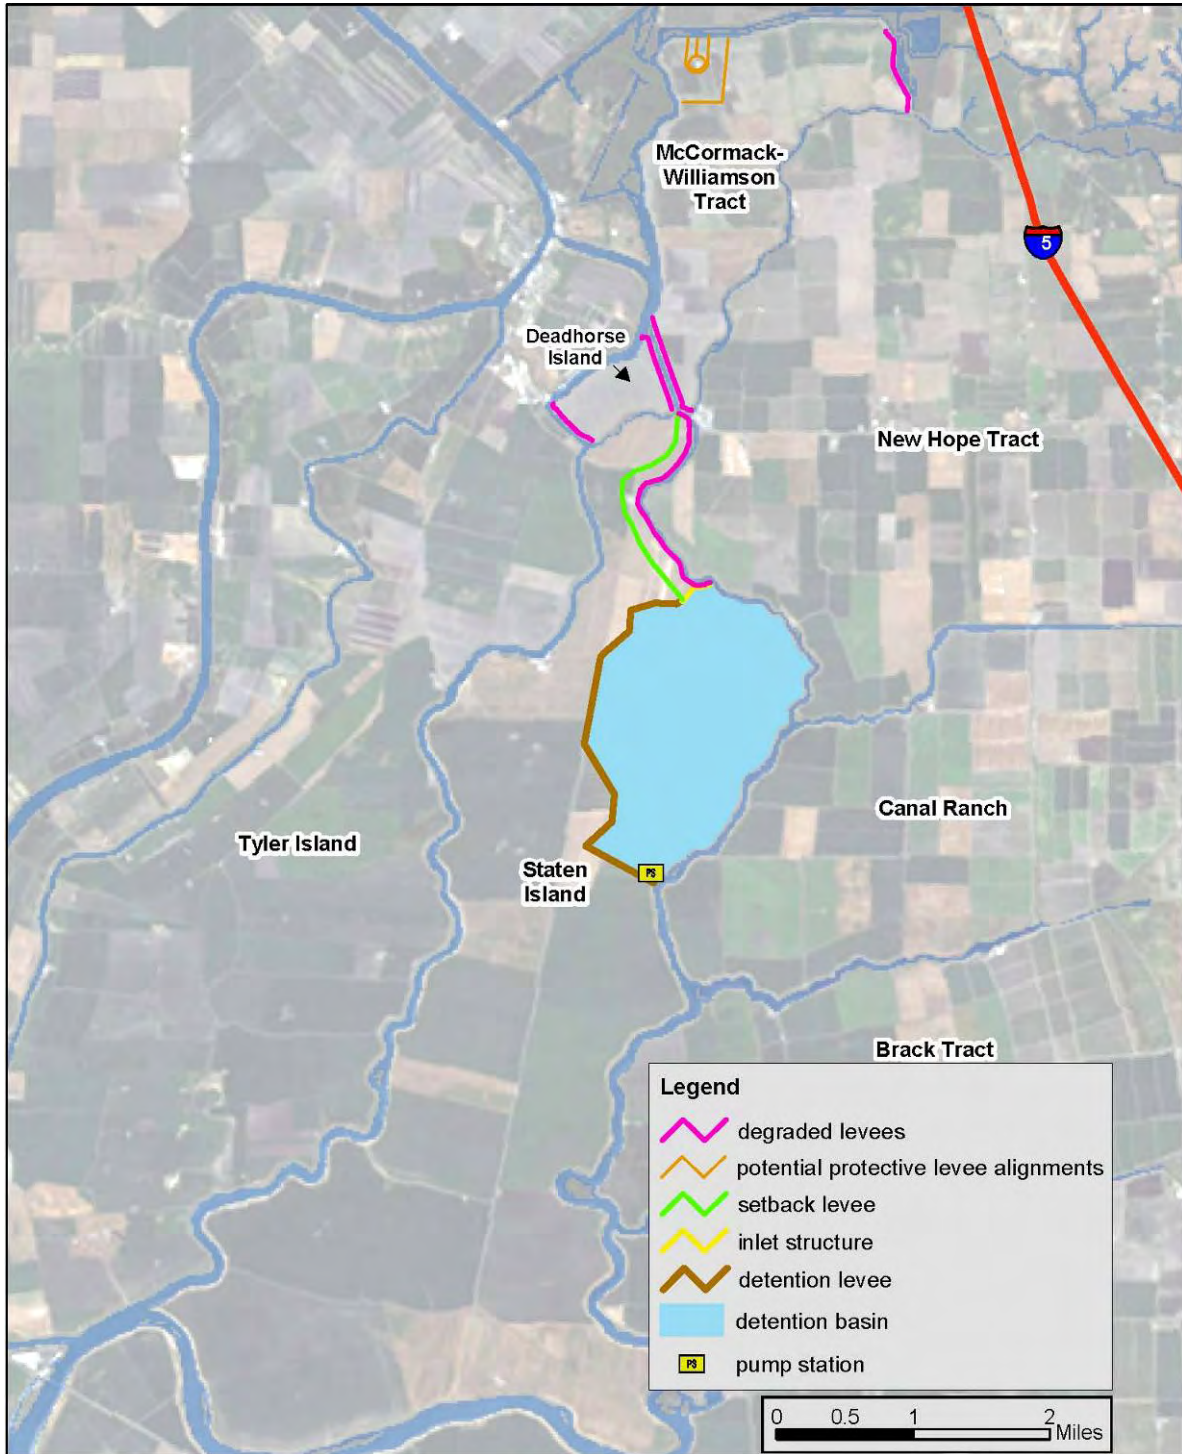 McCormack-
Williamson
Tract
5
Deadhorse
Island
New Hope Tract
Canal Ranch
Tyler Island
Staten
Island
PS
Brack Tract
Legend
degraded levees
potential protective levee alignments
setback levee
inlet structure
detention levee
detention basin
PS pump station
0 0.5 1 2
Miles